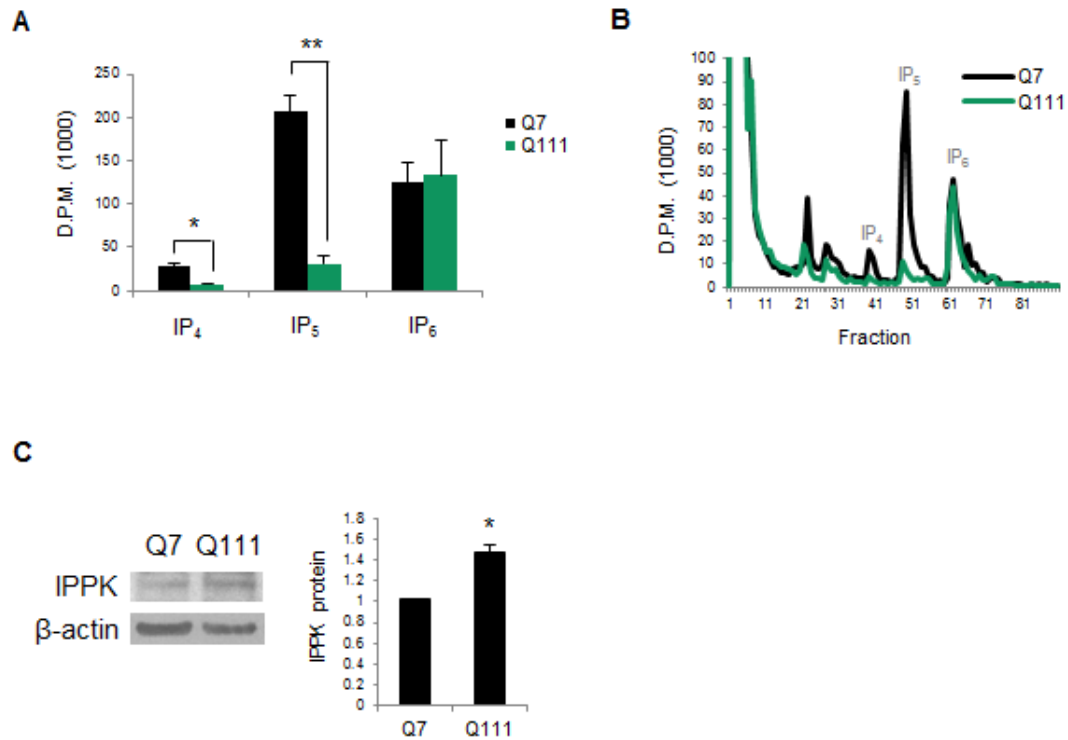 A
**
*
250
200
150
100
50
0
D.P.M. (1000)
IP₄
IP₅
IP₆
Q7
Q111
B
100
90
80
70
60
50
40
30
20
10
0
D.P.M. (1000)
IP₅
IP₆
IP₄
Q7
Q111
1 11 21 31 41 51 61 71 81
Fraction
C
Q7 Q111
IPPK
β-actin
1.8
1.6
1.4
1.2
1
0.8
0.6
0.4
0.2
0
IPPK protein
*
Q7 Q111